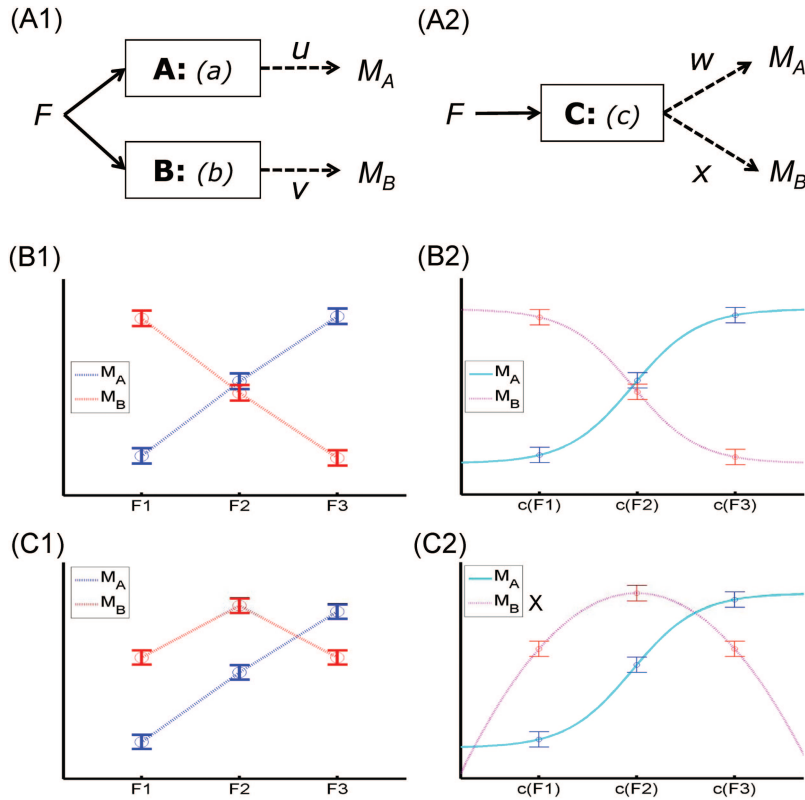 (A1)
(A2)
F
A: (a)
u
M_A
B: (b)
v
M_B
F
C: (c)
w
M_A
x
M_B
(B1)
M_A
M_B
F1 F2 F3
(B2)
M_A
M_B
c(F1) c(F2) c(F3)
(C1)
M_A
M_B
F1 F2 F3
(C2)
M_A
M_B X
c(F1) c(F2) c(F3)